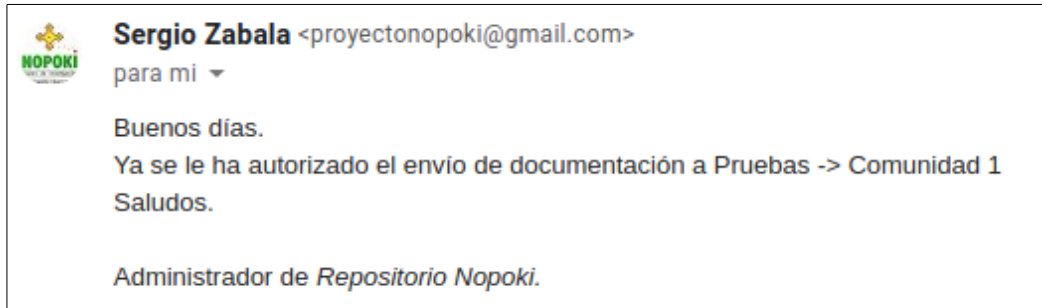 Sergio Zabala <proyectonopoki@gmail.com>
NOPOKI
para mi
Buenos días.
Ya se le ha autorizado el envío de documentación a Pruebas -> Comunidad 1
Saludos.
Administrador de Repositorio Nopoki.